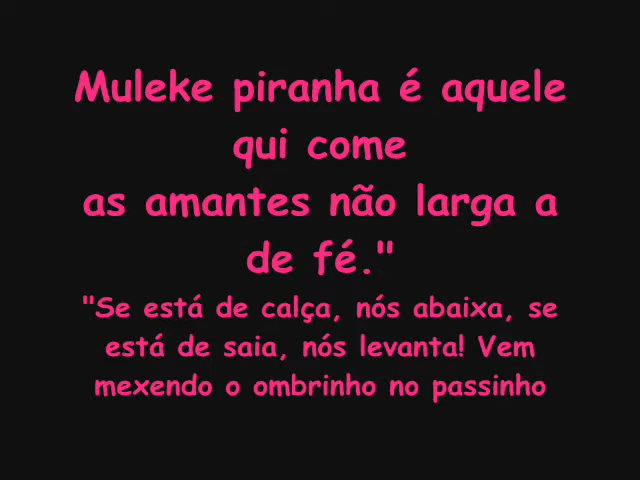 Muleke piranha é aquele
qui come
as amantes não larga a
de fé."
"Se está de calça, nós abaixa, se
está de saia, nós levanta! Vem
mexendo o ombrinho no passinho